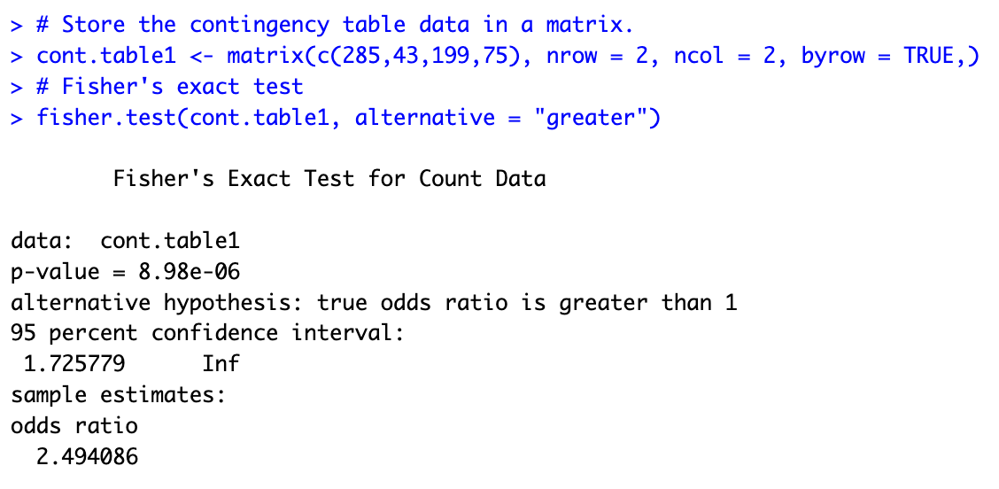 > # Store the contingency table data in a matrix.
> cont.table1 <- matrix(c(285,43,199,75), nrow = 2, ncol = 2, byrow = TRUE,)
> # Fisher's exact test
> fisher.test(cont.table1, alternative = "greater")
Fisher's Exact Test for Count Data
data:  cont.table1
p-value = 8.98e-06
alternative hypothesis: true odds ratio is greater than 1
95 percent confidence interval:
 1.725779      Inf
sample estimates:
odds ratio
  2.494086